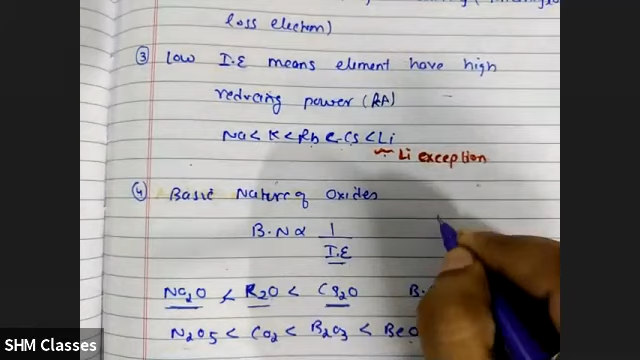 loss electron)
③ Low I.E means element have high
reducing power (RA)
Na < K < Rb < Cs < Li
Li exception
④ Basic Nature of Oxides
B.N ∝ 1
I.E
Na2O < K2O < Cs2O B.
N2O5 < CO2 < B2O3 < BeO
SHM Classes